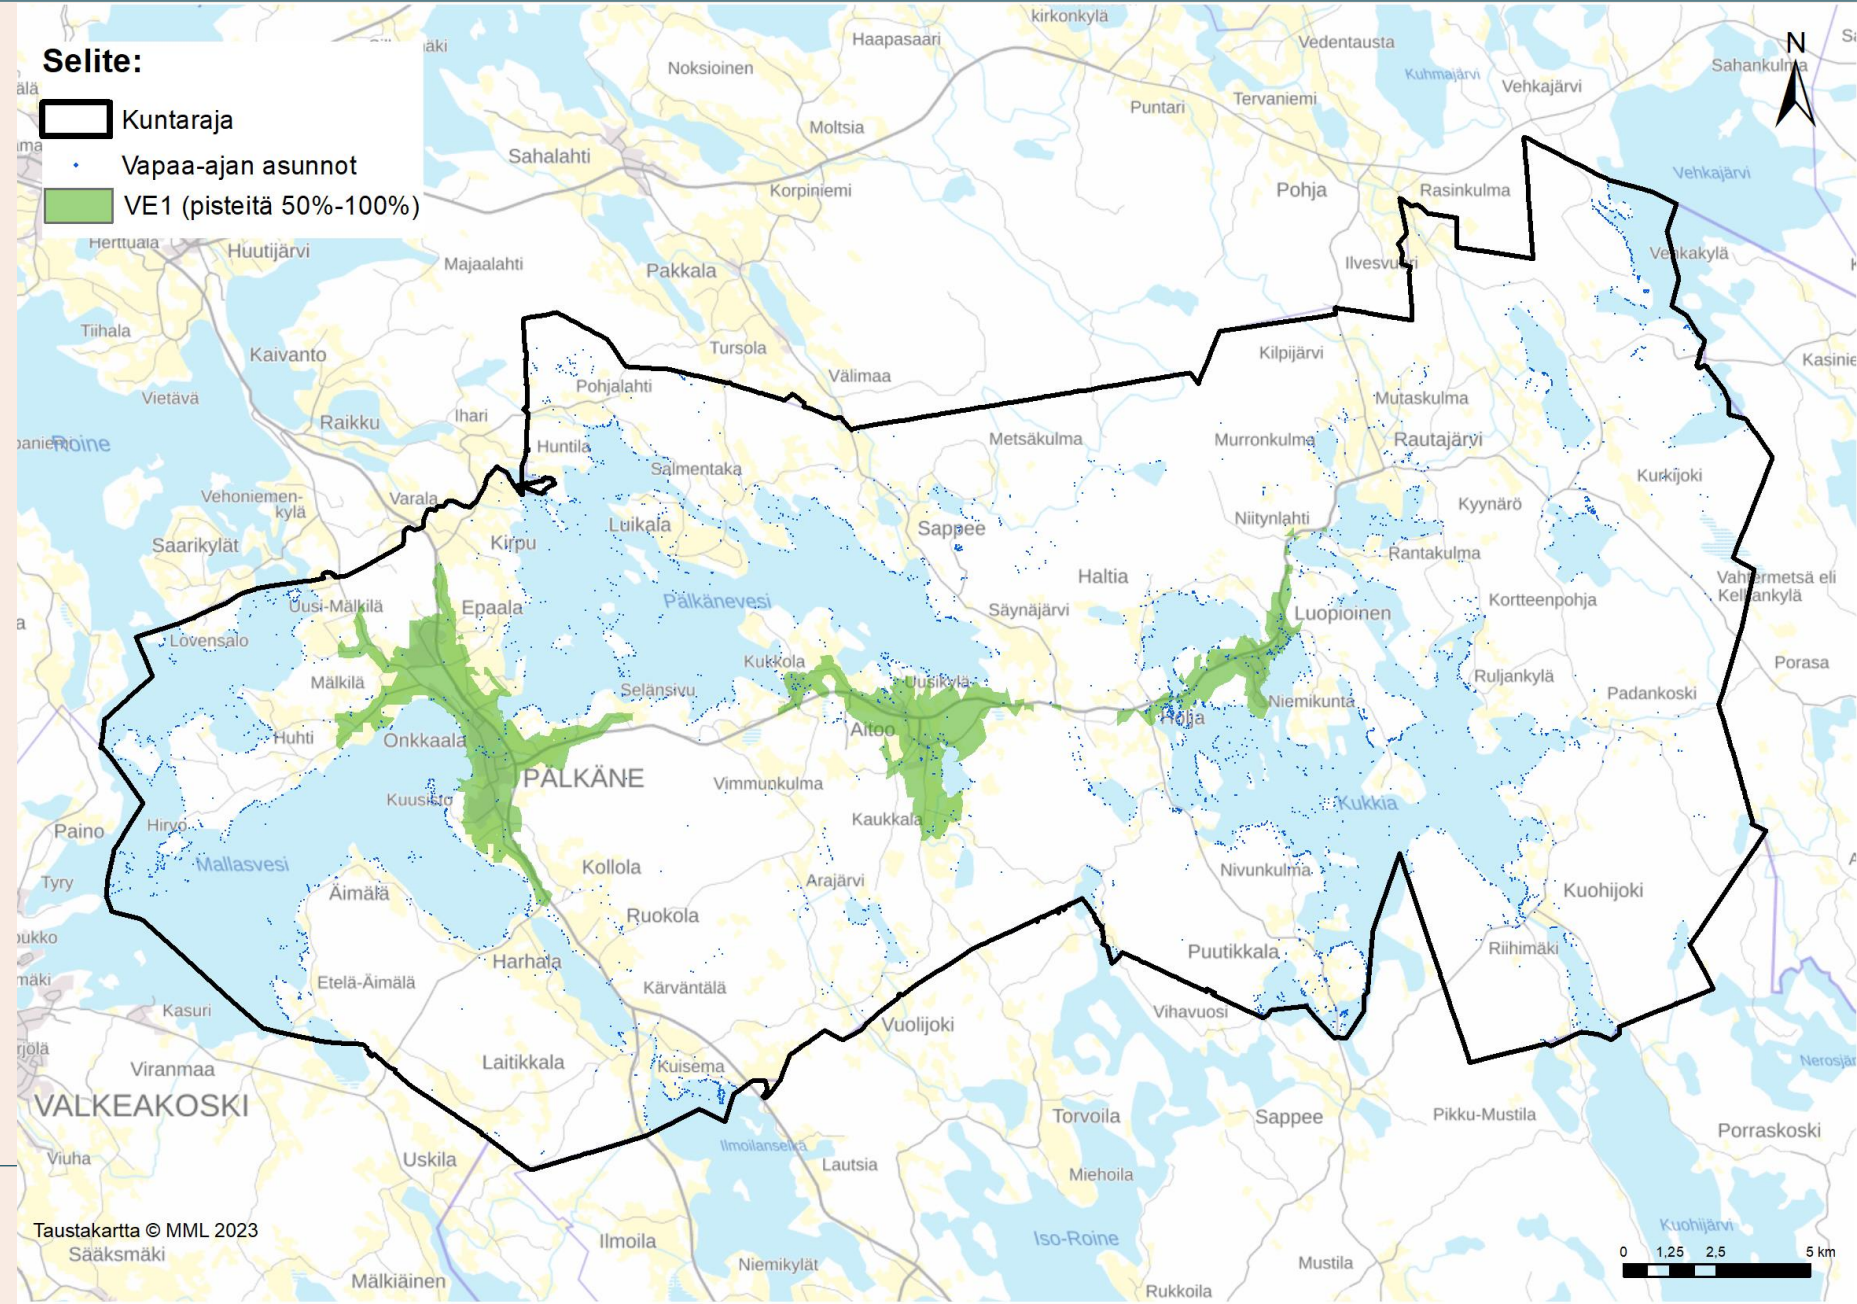 Selite:
Kuntaraja
Vapaa-ajan asunnot
VE1 (pisteitä 50%-100%)
N
kirkonkylä
Haapasaari
Vedentausta
Noksioinen
Kuhmajärvi
Sahankulma
Vehkajärvi
Puntari
Tervaniemi
Moltsia
Sahalahti
Vehkajärvi
Korpiniemi
Pohja
Rasinkulma
Herttuala
Huutijärvi
Majaalahti
Pakkala
Ilvesvuori
Tiihala
Kaivanto
Tursola
Kilpijärvi
Välimaa
Pohjalahti
Vietävä
Mutaskulma
Ihari
Raikku
Roine
Huntila
Metsäkulma
Murronkulma
Rautajärvi
Salmentaka
Kurkijoki
Vehoniemen-
kylä
Varala
Kyynärö
Luikala
Sappee
Niitynlahti
Kirpu
Saarikylät
Rantakulma
Haltia
Vahtermetsä eli
Pälkänevesi
Uusi-Mälkilä
Epaala
Säynäjärvi
Luopioinen
Kortteenpohja
Lovensalo
Kukkola
Porasa
Mälkilä
Uusikylä
Selänsivu
Ruljankylä
Padankoski
Niemikunta
Holja
Aitoo
Huhti
Onkkaala
PÄLKÄNE
Vimmunkulma
Kuusisto
Kukkia
Kaukkala
Hirvo
Paino
Mallasvesi
Kollola
Nivunkulma
Arajärvi
Tyry
Äimälä
Kuohijoki
Ruokola
Puutikkala
Riihimäki
Harhala
Etelä-Äimälä
Kärväntälä
Kasuri
Vihavuosi
Vuolijoki
Laitikkala
Kuisema
Viranmaa
VALKEAKOSKI
Torvoila
Sappee
Pikku-Mustila
Porraskoski
Ilmoilanselkä
Viuha
Uskila
Lautsia
Miehoila
Taustakartta © MML 2023
Sääksmäki
Ilmoila
Iso-Roine
Kuohijärvi
0 1,25 2,5 5 km
Niemikylät
Mustila
Mälkiäinen
Rukkoila